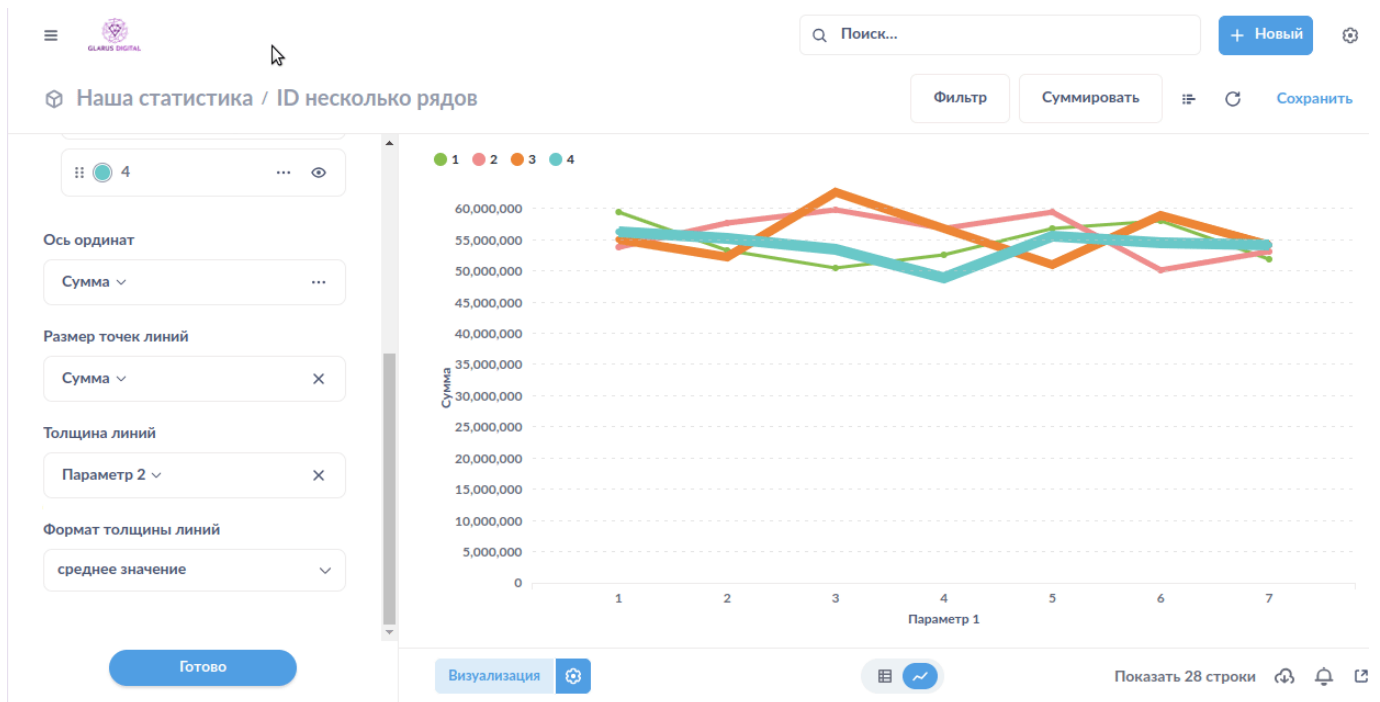 GLARUS DIGITAL
Поиск...
+ Новый
Наша статистика / ID несколько рядов
Фильтр
Суммировать
Сохранить
4
Ось ординат
Сумма
Размер точек линий
Сумма
Толщина линий
Параметр 2
Формат толщины линий
среднее значение
Готово
1 2 3 4
60,000,000
55,000,000
50,000,000
45,000,000
40,000,000
35,000,000
30,000,000
25,000,000
20,000,000
15,000,000
10,000,000
5,000,000
0
Сумма
1 2 3 4 5 6 7
Параметр 1
Визуализация
Показать 28 строки